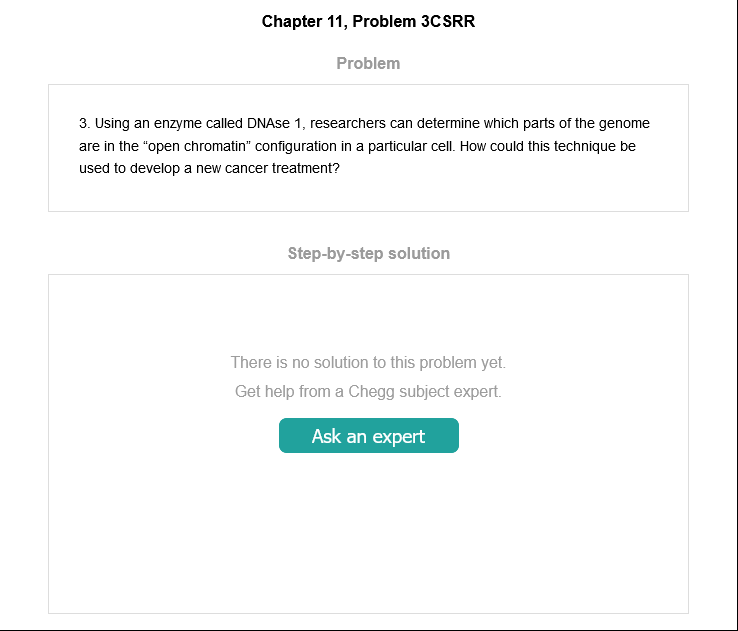 Chapter 11, Problem 3CSRR
Problem
3. Using an enzyme called DNAse 1, researchers can determine which parts of the genome
are in the “open chromatin” configuration in a particular cell. How could this technique be
used to develop a new cancer treatment?
Step-by-step solution
There is no solution to this problem yet.
Get help from a Chegg subject expert.
Ask an expert